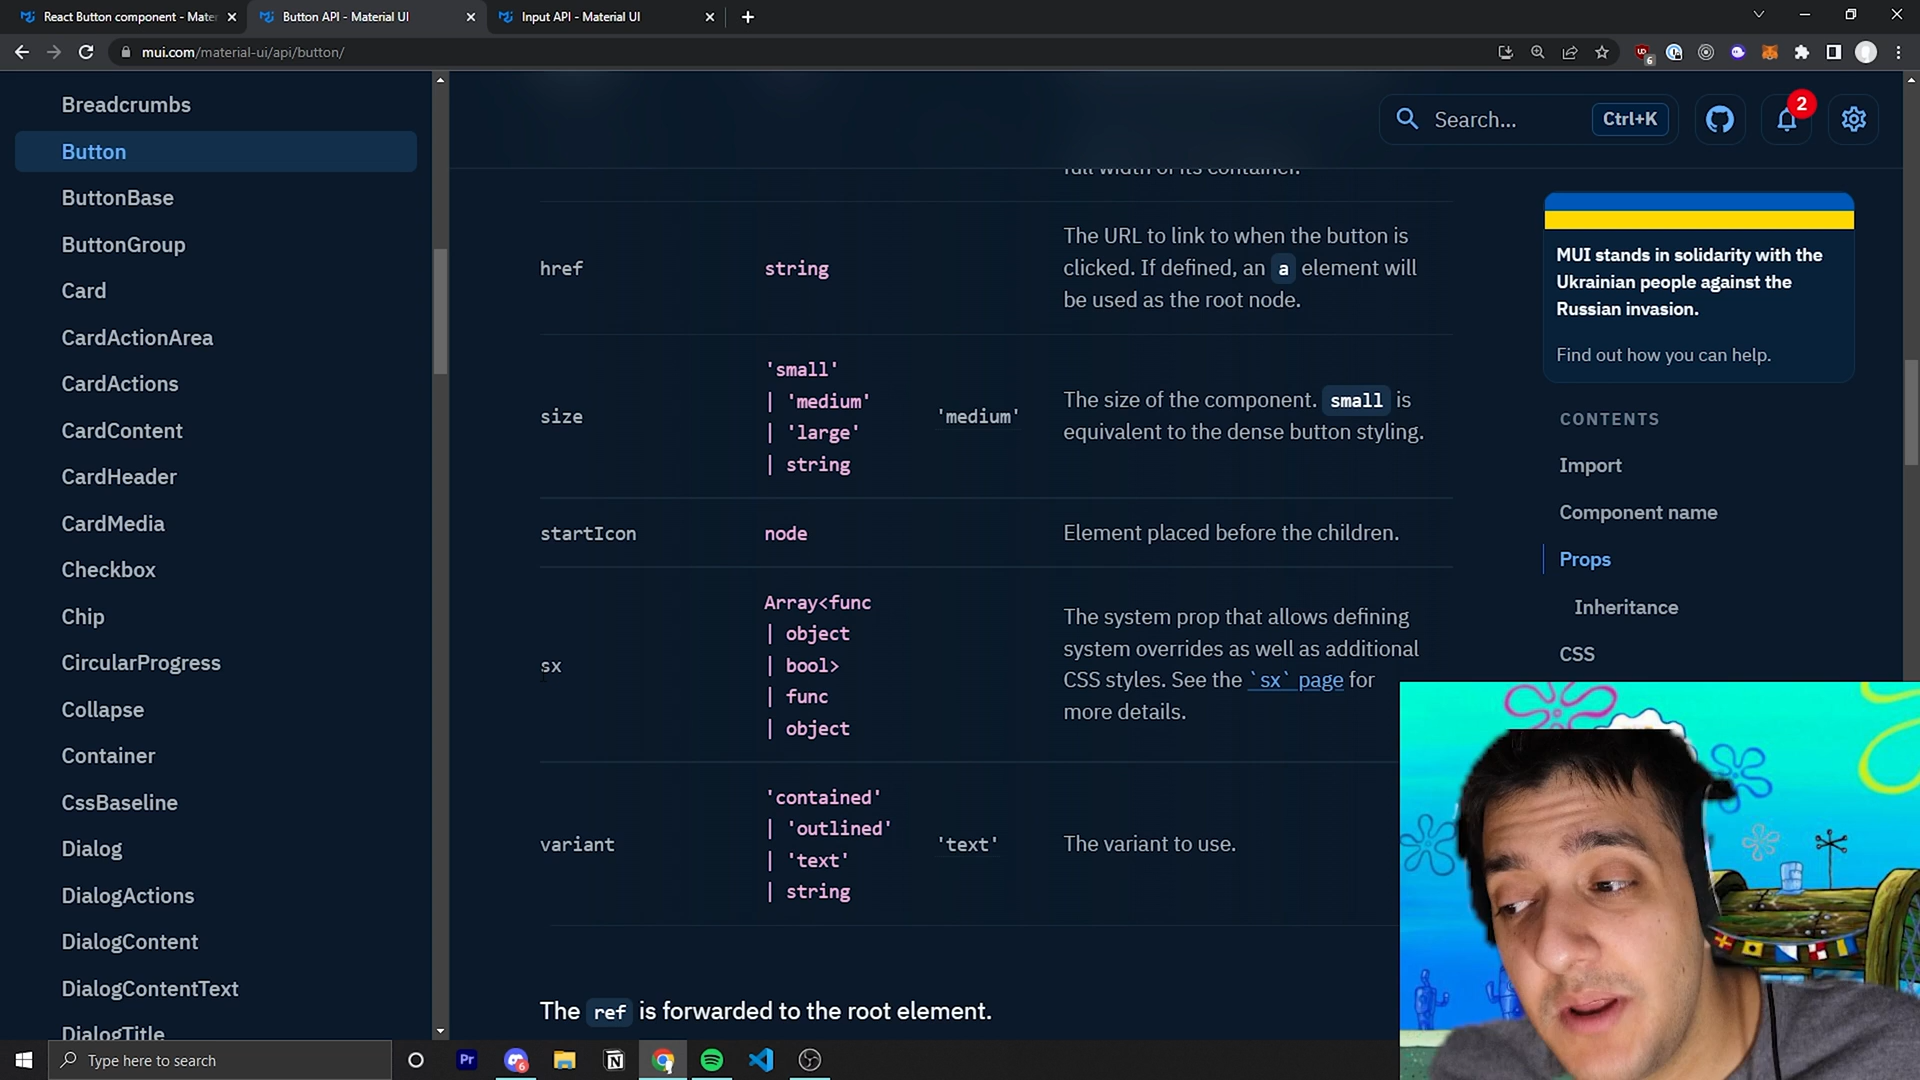 React Button component - Mate
Button API - Material UI
Input API - Material UI
mui.com/material-ui/api/button/
6
Breadcrumbs
Button
ButtonBase
ButtonGroup
Card
CardActionArea
CardActions
CardContent
CardHeader
CardMedia
Checkbox
Chip
CircularProgress
Collapse
Container
CssBaseline
Dialog
DialogActions
DialogContent
DialogContentText
DialogTitle
Search...
Ctrl+K
2
full width of its container.
href
string
The URL to link to when the button is
clicked. If defined, an a element will
be used as the root node.
size
'small'
| 'medium'
| 'large'
| string
'medium'
The size of the component. small is
equivalent to the dense button styling.
startIcon
node
Element placed before the children.
sx
Array<func
| object
| bool>
| func
| object
The system prop that allows defining
system overrides as well as additional
CSS styles. See the `sx` page for
more details.
variant
'contained'
| 'outlined'
| 'text'
| string
'text'
The variant to use.
The ref is forwarded to the root element.
MUI stands in solidarity with the
Ukrainian people against the
Russian invasion.
Find out how you can help.
CONTENTS
Import
Component name
Props
Inheritance
CSS
Type here to search
Pr
6